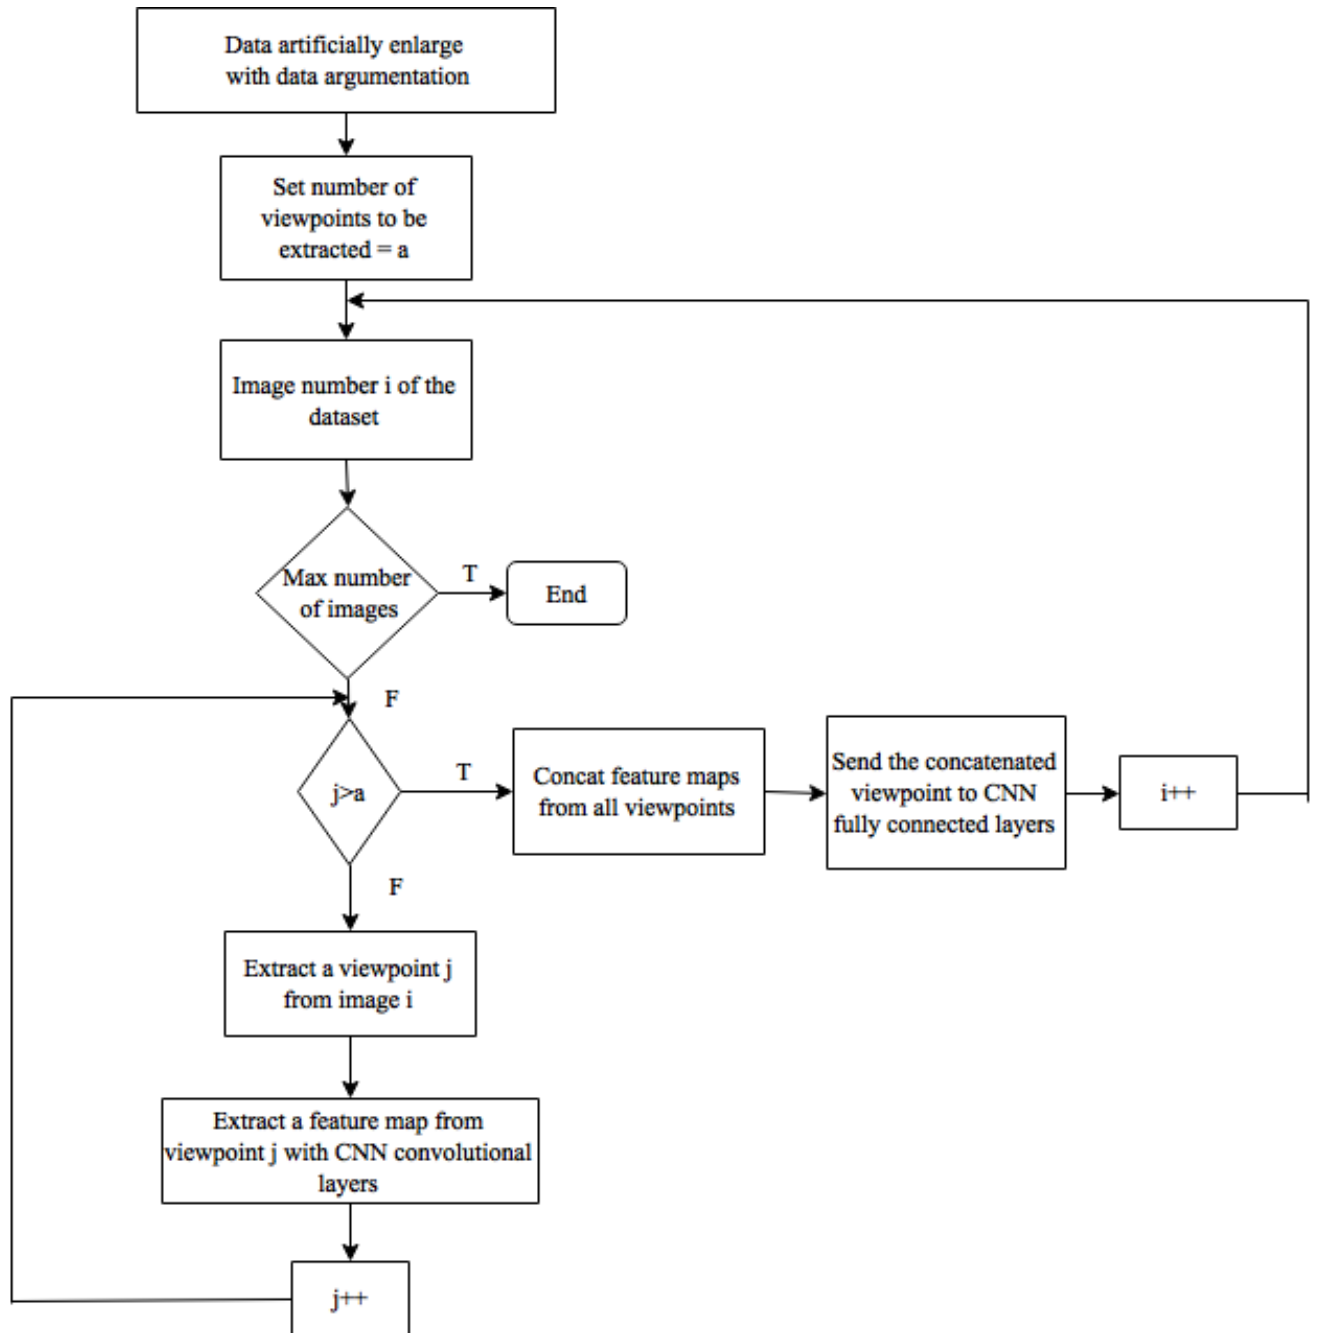 Data artificially enlarge
with data argumentation
Set number of
viewpoints to be
extracted = a
Image number i of the
dataset
Max number
of images
T
End
F
j>a
T
Concat feature maps
from all viewpoints
Send the concatenated
viewpoint to CNN
fully connected layers
i++
F
Extract a viewpoint j
from image i
Extract a feature map from
viewpoint j with CNN convolutional
layers
j++